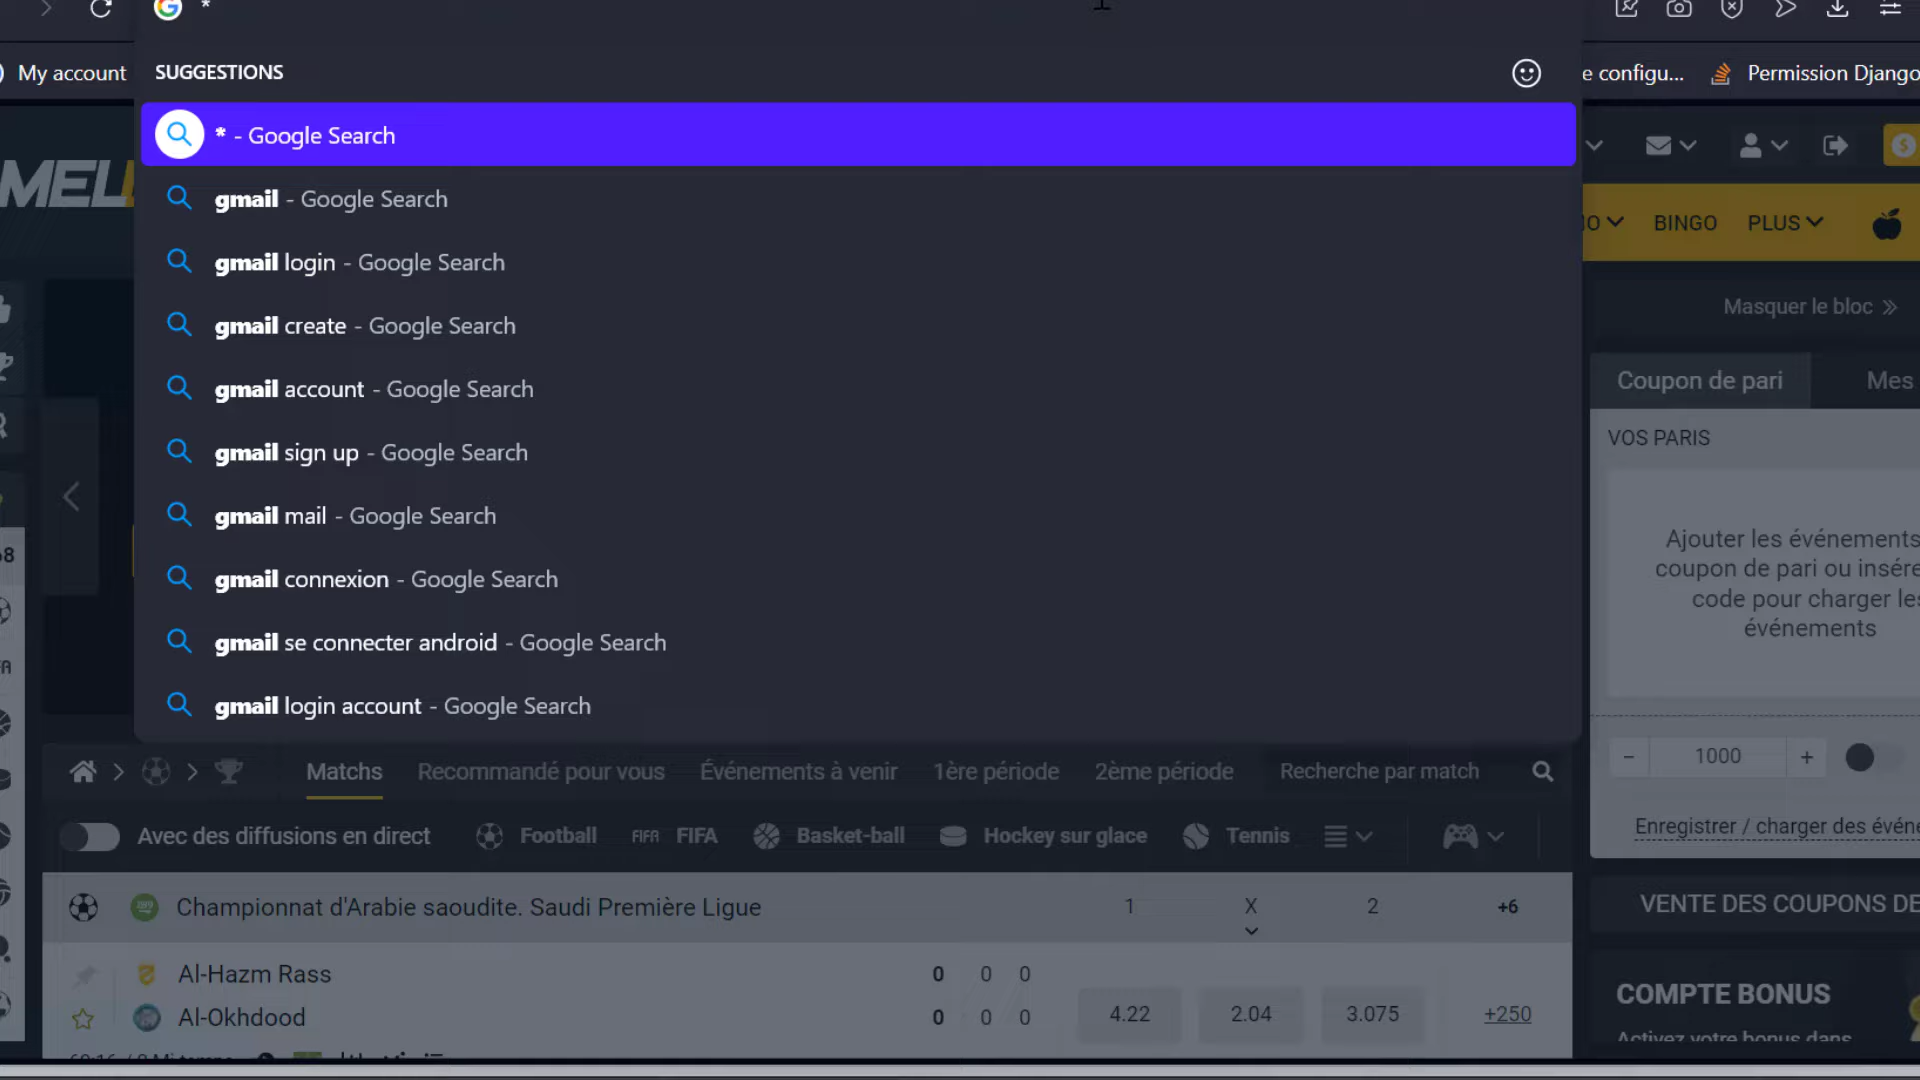 *
My account
SUGGESTIONS
e configu...
Permission Django
* - Google Search
gmail - Google Search
gmail login - Google Search
gmail create - Google Search
gmail account - Google Search
gmail sign up - Google Search
gmail mail - Google Search
gmail connexion - Google Search
gmail se connecter android - Google Search
gmail login account - Google Search
MEL
BINGO
PLUS
Masquer le bloc
Coupon de pari
Mes
VOS PARIS
Ajouter les événements
coupon de pari ou insére
code pour charger les
événements
- 1000 +
Enregistrer / charger des événe
VENTE DES COUPONS DE
COMPTE BONUS
Activez votre bonus dans
Matchs
Recommandé pour vous
Événements à venir
1ère période
2ème période
Recherche par match
Avec des diffusions en direct
Football
FIFA FIFA
Basket-ball
Hockey sur glace
Tennis
Championnat d'Arabie saoudite. Saudi Première Ligue
1 X 2 +6
Al-Hazm Rass
0 0 0
Al-Okhdood
0 0 0
4.22 2.04 3.075 +250